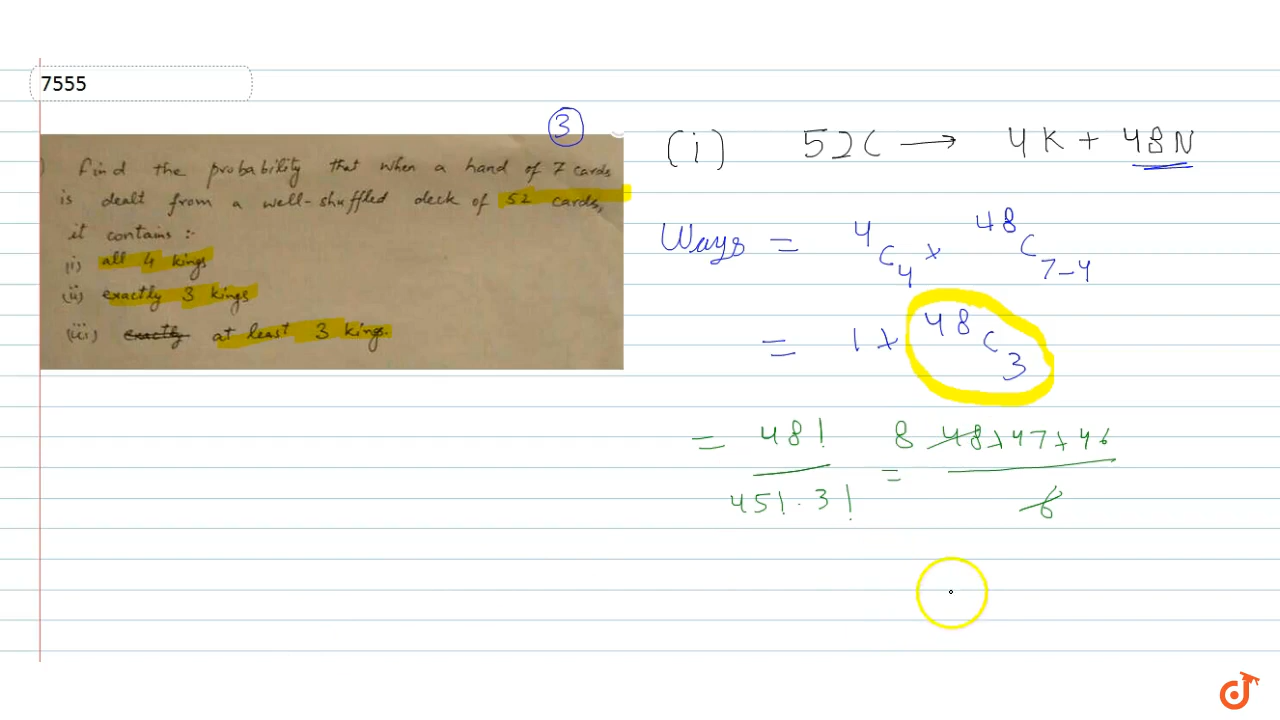 7555
3
) find the probability that when a hand of 7 cards
is dealt from a well-shuffled deck of 52 cards,
it contains :-
(i) all 4 kings
(ii) exactly 3 kings
(iii) exactly at least 3 kings.
(i) 52C → 4K + 48N
Ways = ⁴C₄ × ⁴⁸C₇₋₄
= 1 × ⁴⁸C₃
= 48! / 45! . 3! = 8 48×47×46 / 6